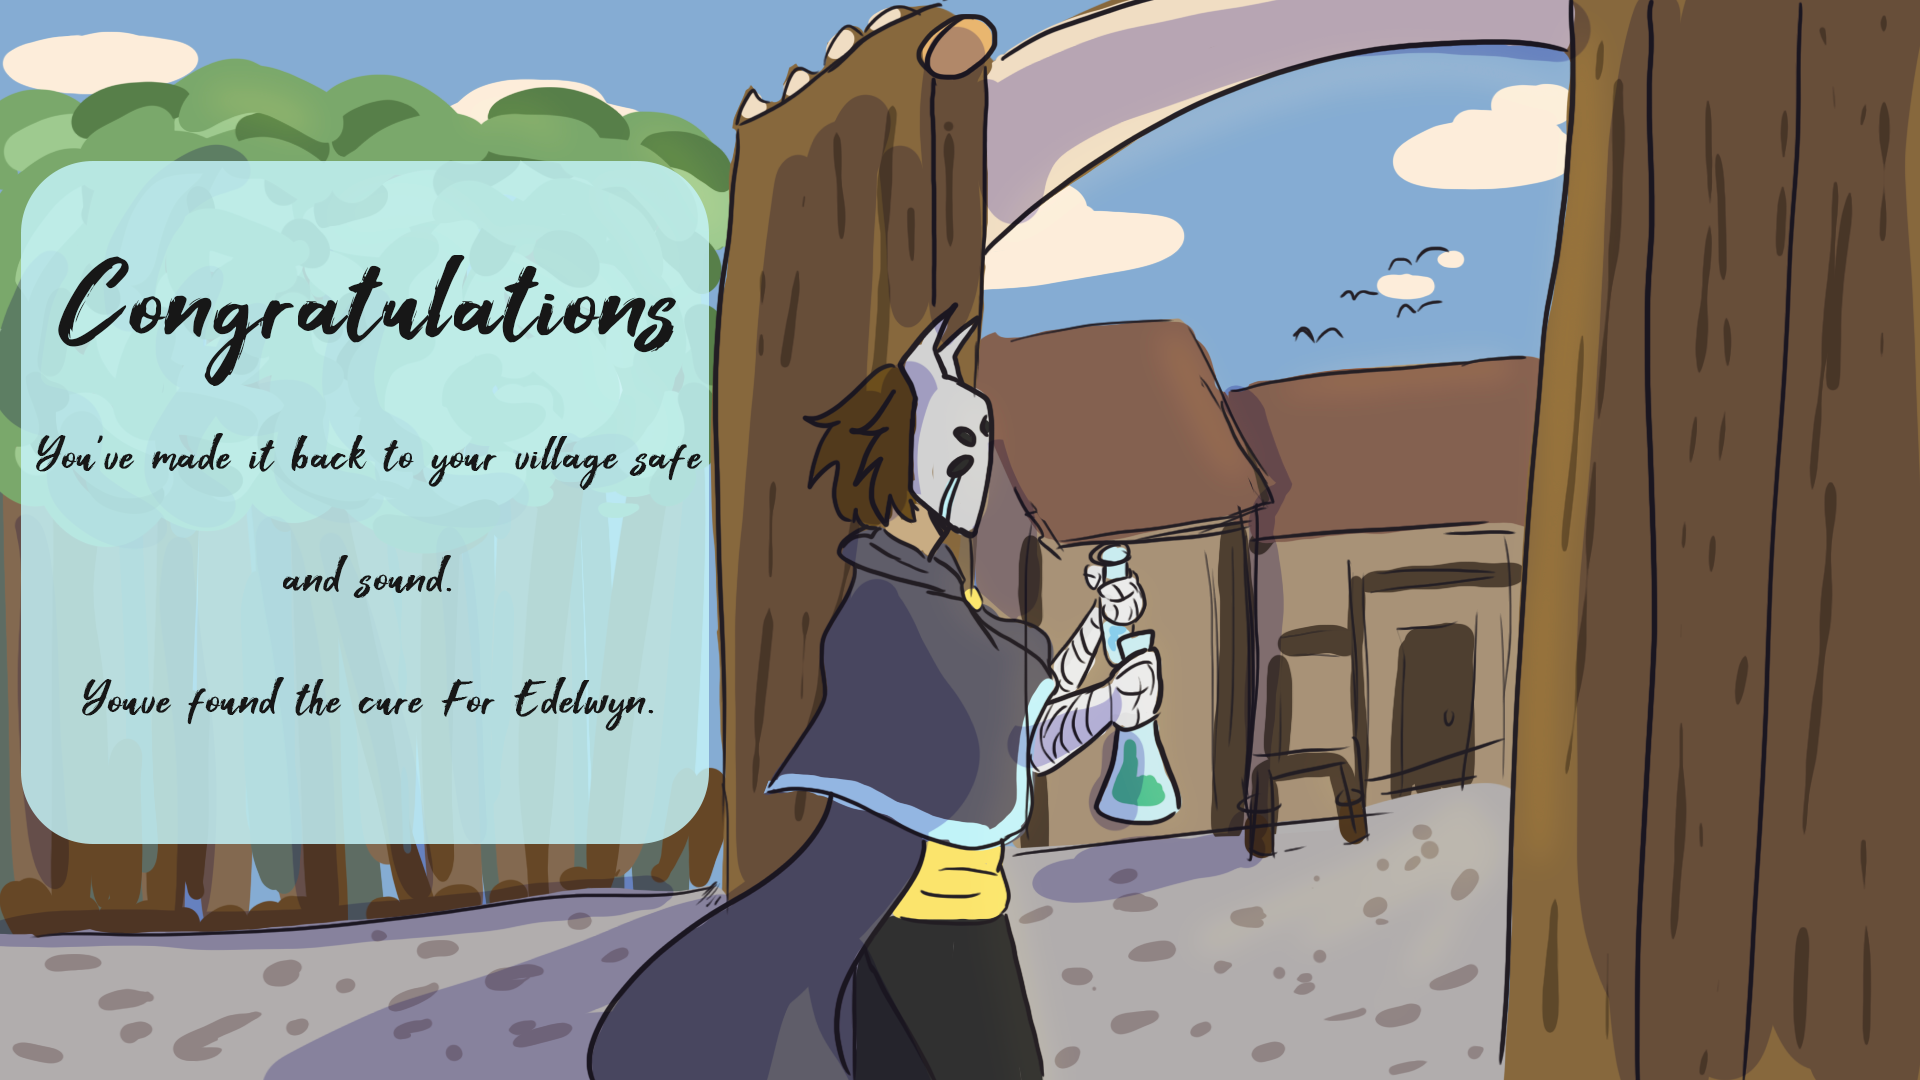 Congratulations
You've made it back to your village safe
and sound.
Youve found the cure For Edelwyn.